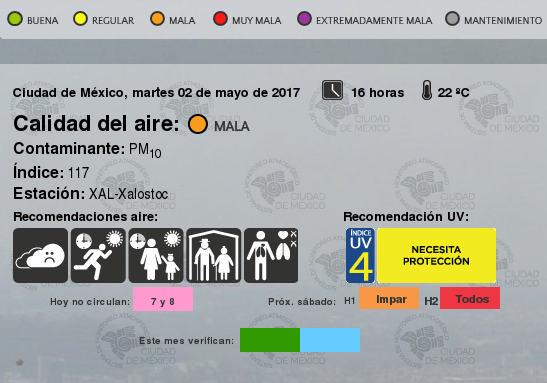 BUENA REGULAR MALA MUY MALA EXTREMADAMENTE MALA MANTENIMIENTO
Ciudad de México, martes 02 de mayo de 2017 16 horas 22 ºC
Calidad del aire: MALA
Contaminante: PM10
Índice: 117
Estación: XAL-Xalostoc
Recomendaciones aire: Recomendación UV:
ÍNDICE
UV
4
NECESITA
PROTECCIÓN
Hoy no circulan: 7 y 8 Próx. sábado: H1 Impar H2 Todos
Este mes verifican:
MONITOREO ATMOSFÉRICO
CIUDAD
DE MÉXICO